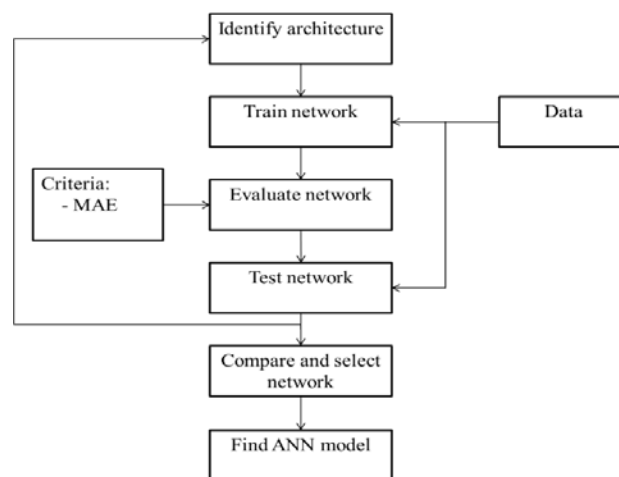 Identify architecture
Train network
Data
Criteria:
- MAE
Evaluate network
Test network
Compare and select
network
Find ANN model